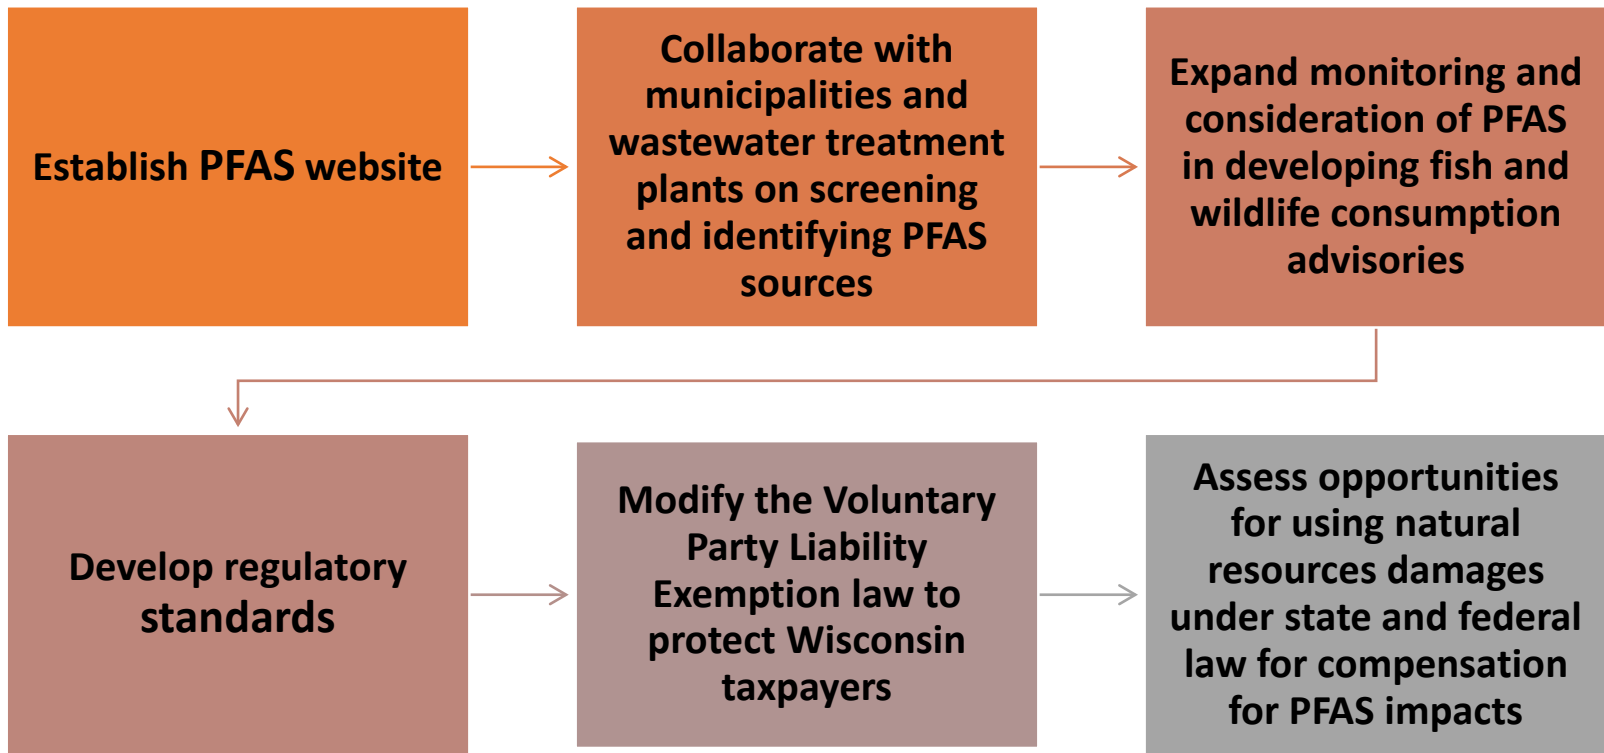 Establish PFAS website
Collaborate with
municipalities and
wastewater treatment
plants on screening
and identifying PFAS
sources
Expand monitoring and
consideration of PFAS
in developing fish and
wildlife consumption
advisories
Develop regulatory
standards
Modify the Voluntary
Party Liability
Exemption law to
protect Wisconsin
taxpayers
Assess opportunities
for using natural
resources damages
under state and federal
law for compensation
for PFAS impacts